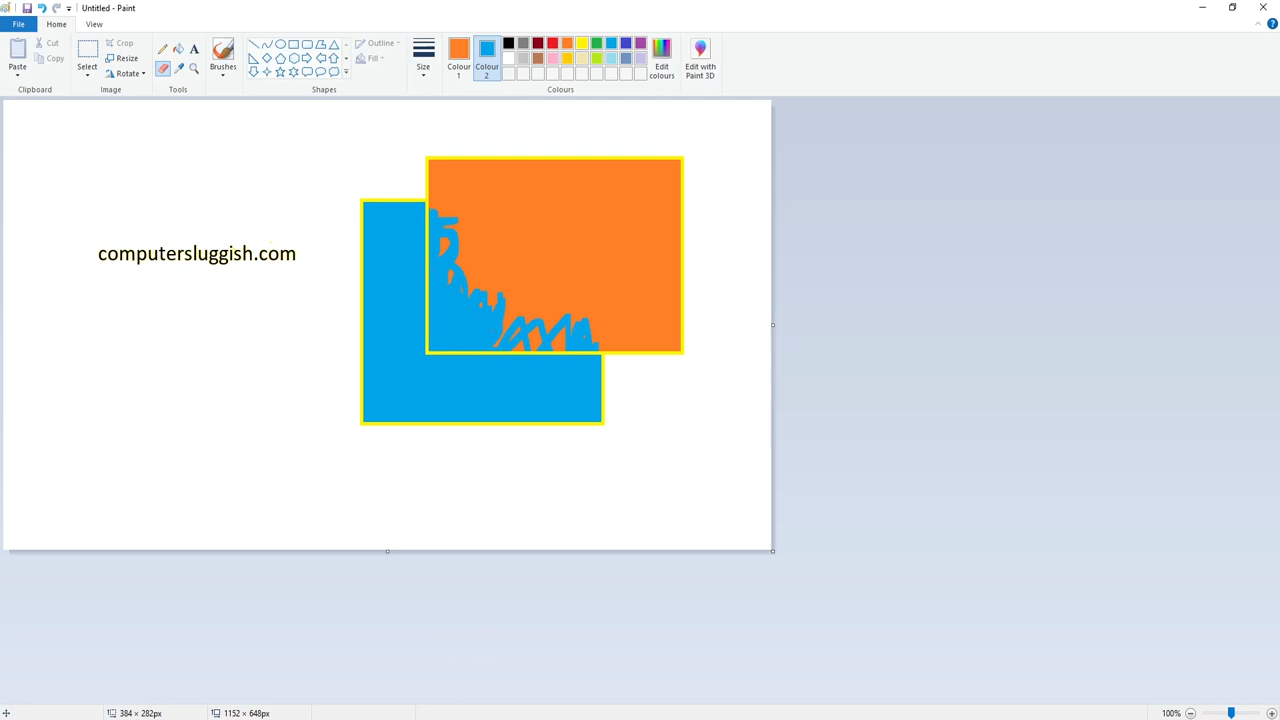 Untitled - Paint
File Home View
Paste
Cut
Copy
Clipboard
Select
Crop
Resize
Rotate
Image
A
Tools
Brushes
Shapes
Outline
Fill
Size
Colour 1
Colour 2
Colours
Edit colours
Edit with Paint 3D
computersluggish.com
384 × 282px
1152 × 648px
100%